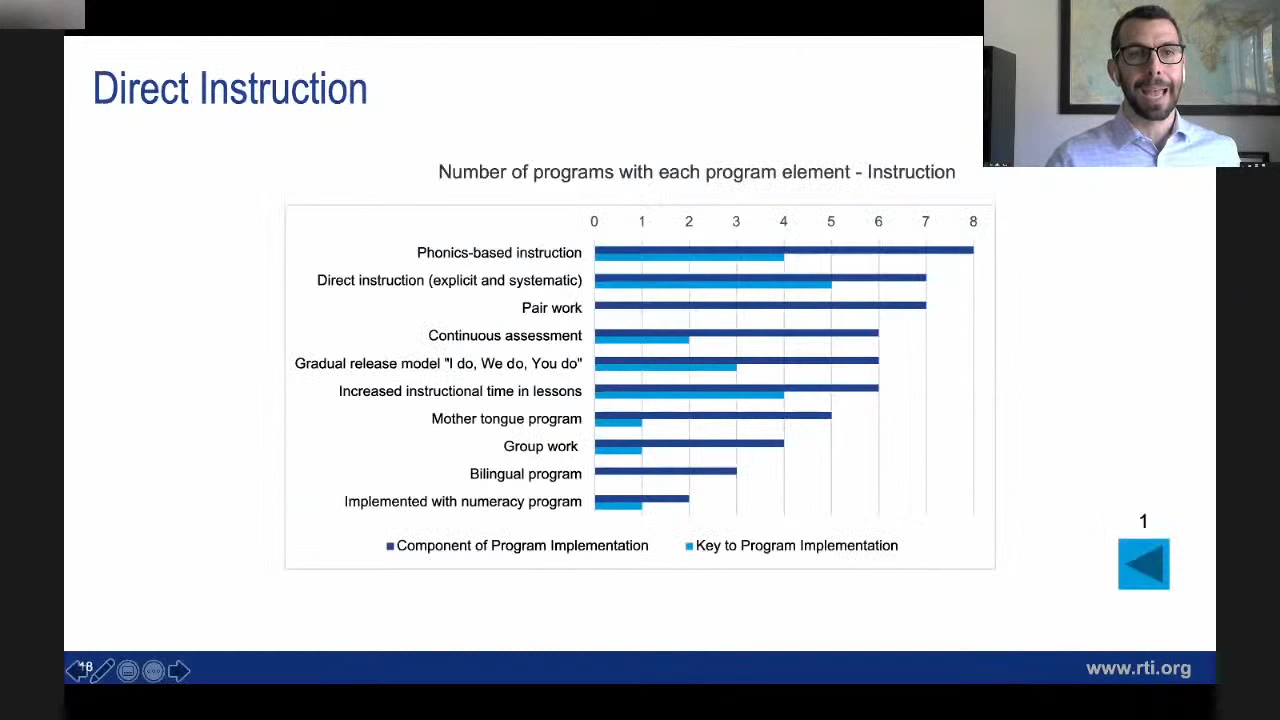 Direct Instruction
Number of programs with each program element - Instruction
0 1 2 3 4 5 6 7 8
Phonics-based instruction
Direct instruction (explicit and systematic)
Pair work
Continuous assessment
Gradual release model "I do, We do, You do"
Increased instructional time in lessons
Mother tongue program
Group work
Bilingual program
Implemented with numeracy program
Component of Program Implementation Key to Program Implementation
1
18
www.rti.org